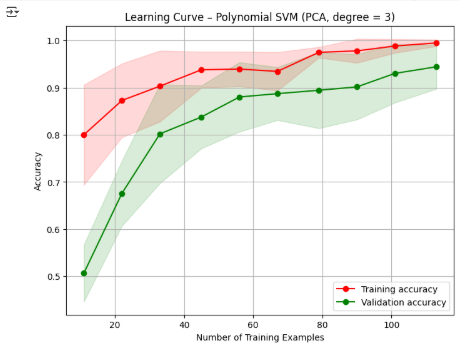 Learning Curve – Polynomial SVM (PCA, degree = 3)
1.0
0.9
0.8
0.7
0.6
0.5
Accuracy
20
40
60
80
100
Number of Training Examples
Training accuracy
Validation accuracy